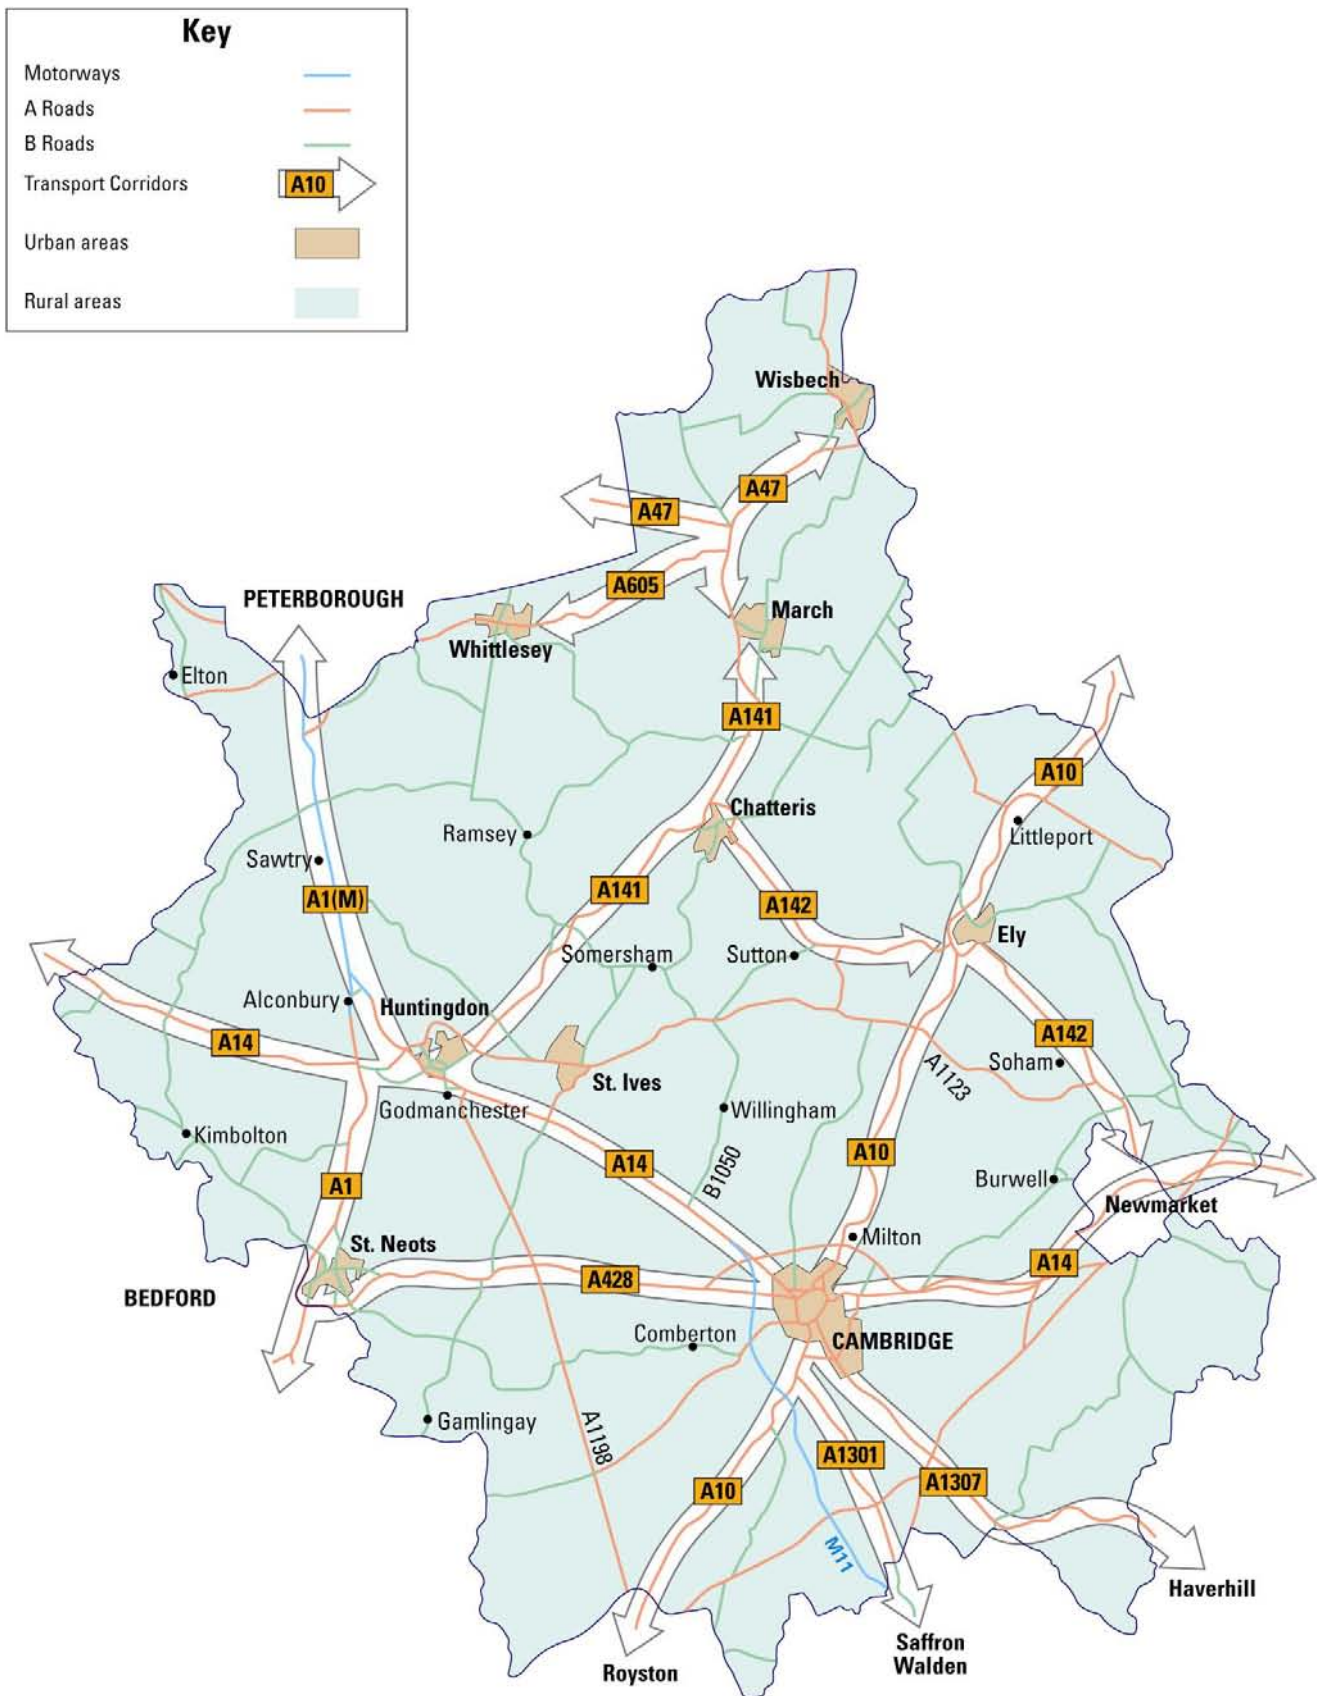 Key
Motorways
A Roads
B Roads
Transport Corridors
A10
Urban areas
Rural areas
Wisbech
A47
A47
A605
PETERBOROUGH
March
Whittlesey
Elton
A141
A10
Chatteris
Ramsey
Littleport
Sawtry
A141
A1(M)
A142
Ely
Somersham
Sutton
Alconbury
Huntingdon
A14
A142
Soham
A1123
St. Ives
Godmanchester
Willingham
Kimbolton
A10
A14
B1050
Burwell
A1
Newmarket
Milton
St. Neots
A14
A428
BEDFORD
Comberton
CAMBRIDGE
Gamlingay
A1198
A1301
A1307
A10
M11
Haverhill
Saffron
Walden
Royston